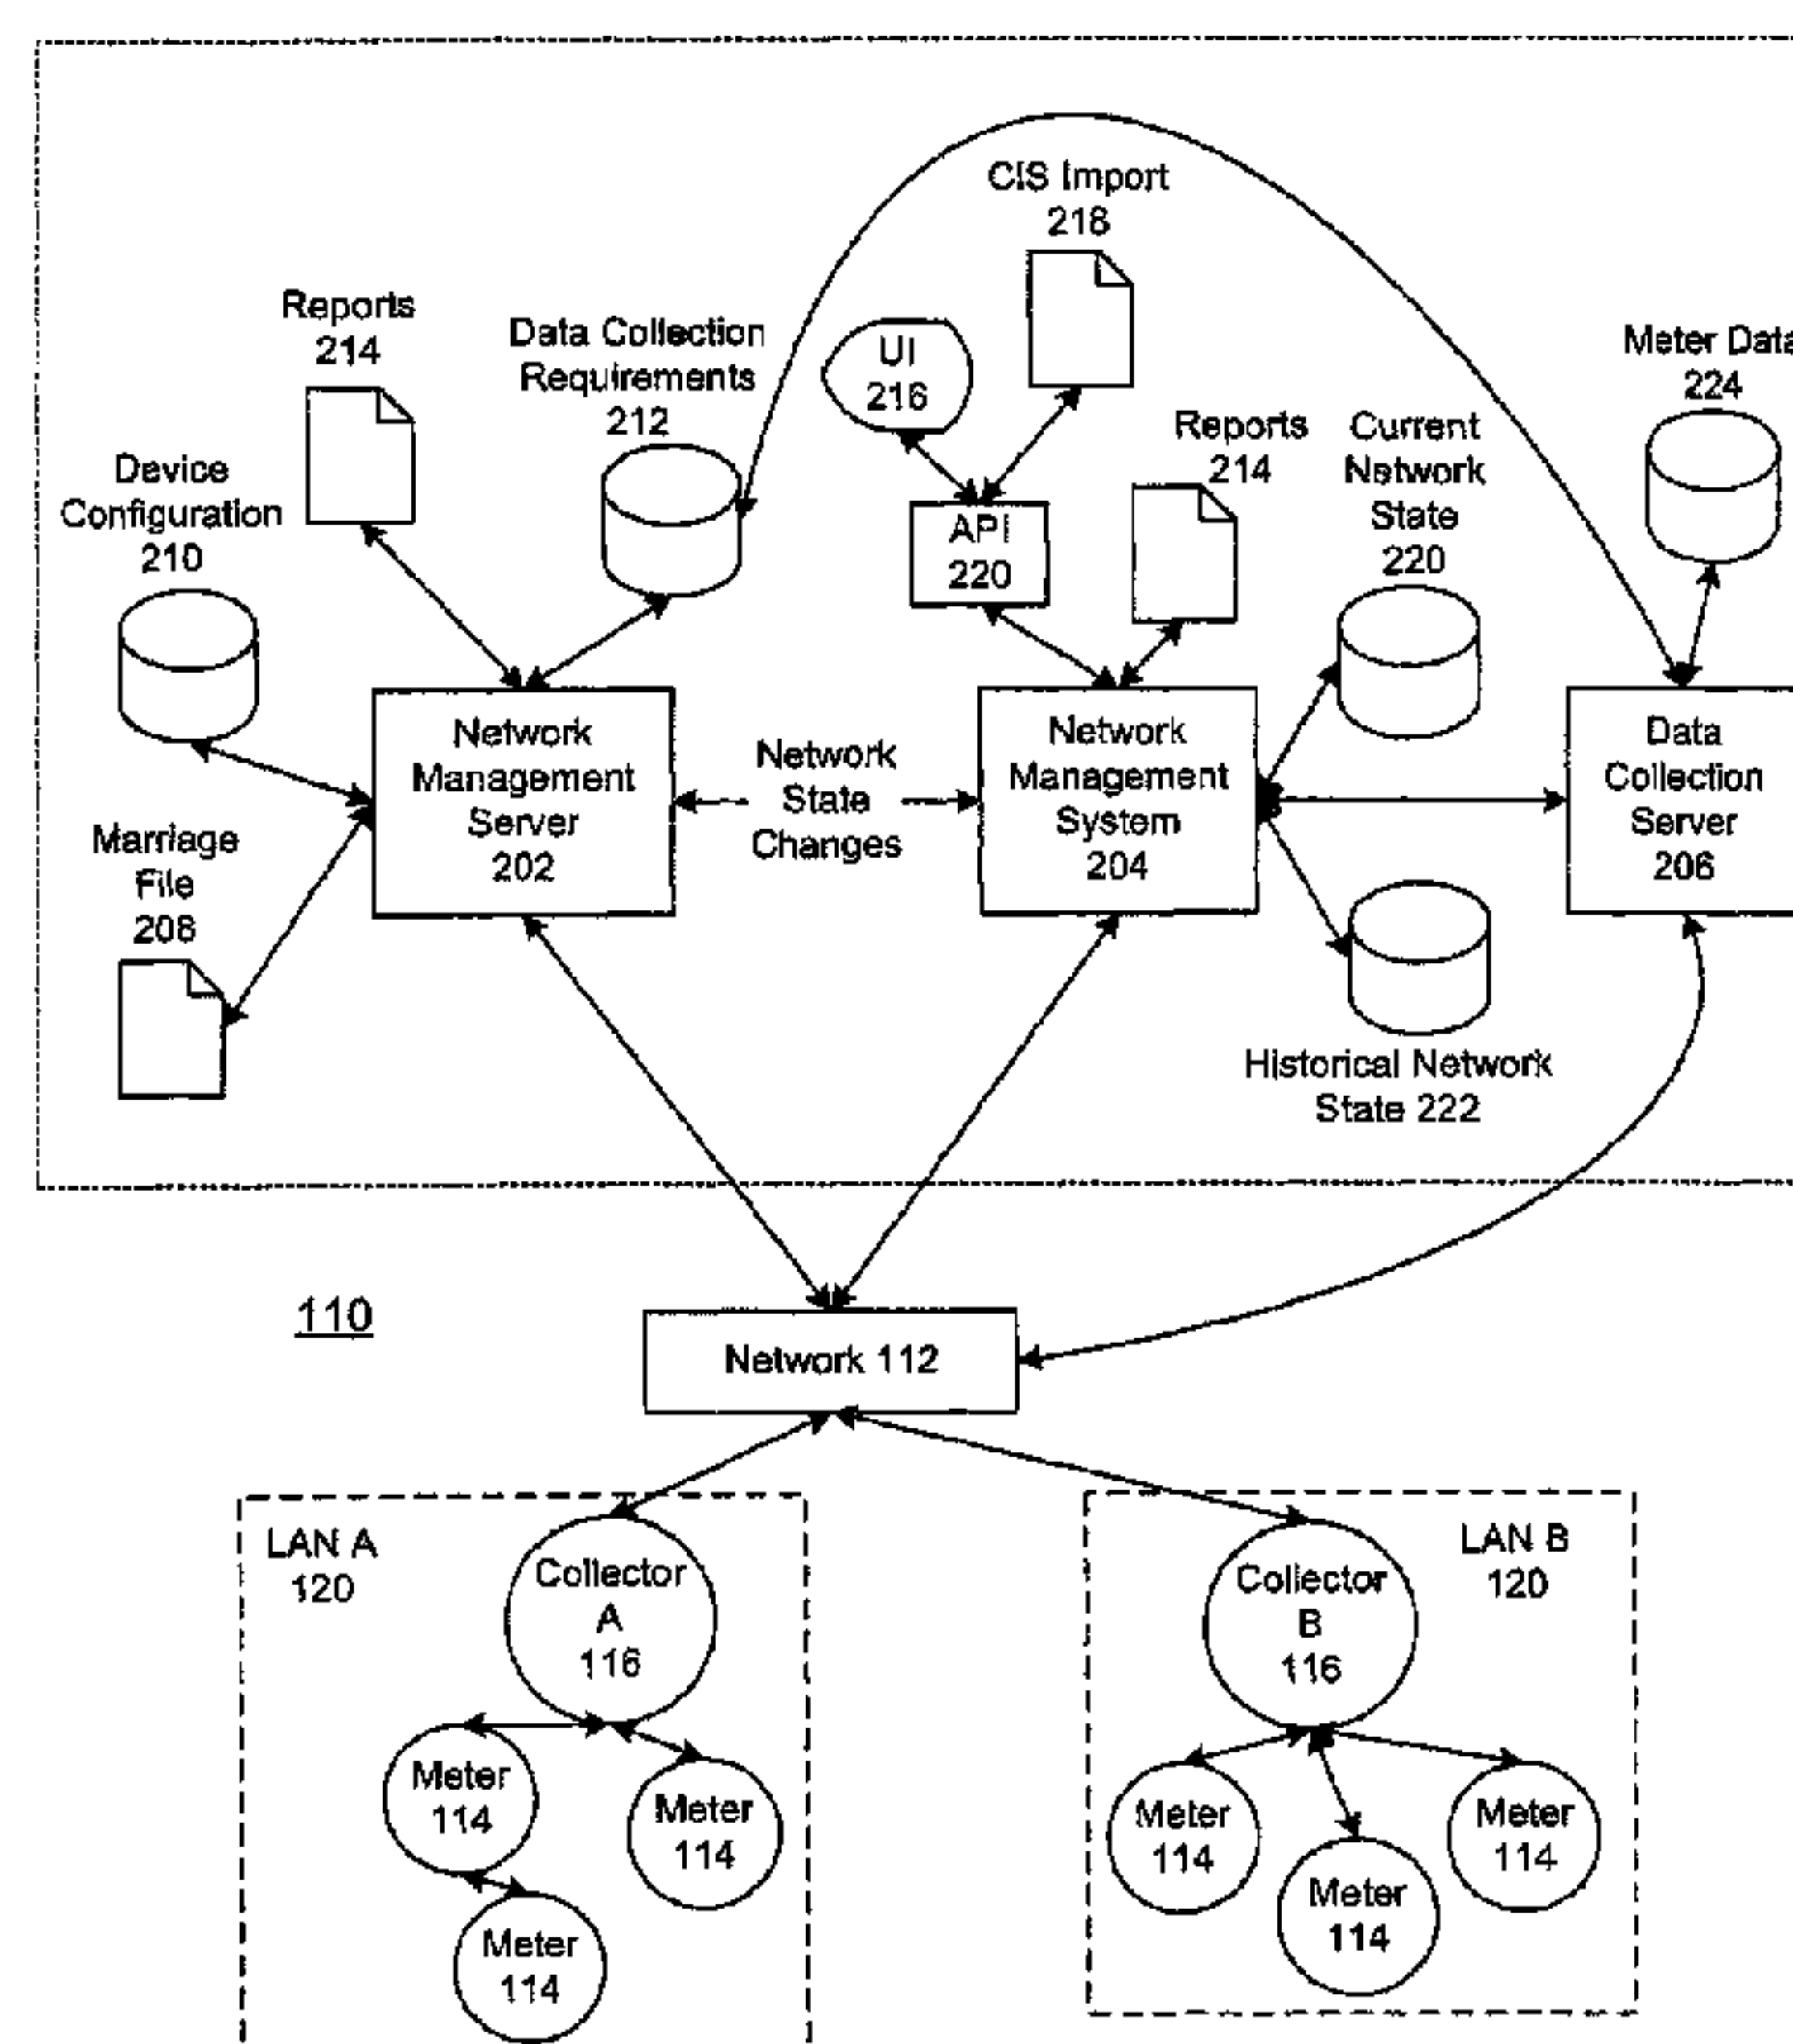 CIS Import
218
Reports
214
Data Collection
Requirements
212
UI
216
Meter Data
224
Reports
214
Current
Network
State
220
Device
Configuration
210
API
220
Network
Management
Server
202
Network
State
Changes
Network
Management
System
204
Data
Collection
Server
206
Marriage
File
208
Historical Network
State 222
110
Network 112
LAN A
120
Collector
A
116
LAN B
120
Collector
B
116
Meter
114
Meter
114
Meter
114
Meter
114
Meter
114
Meter
114